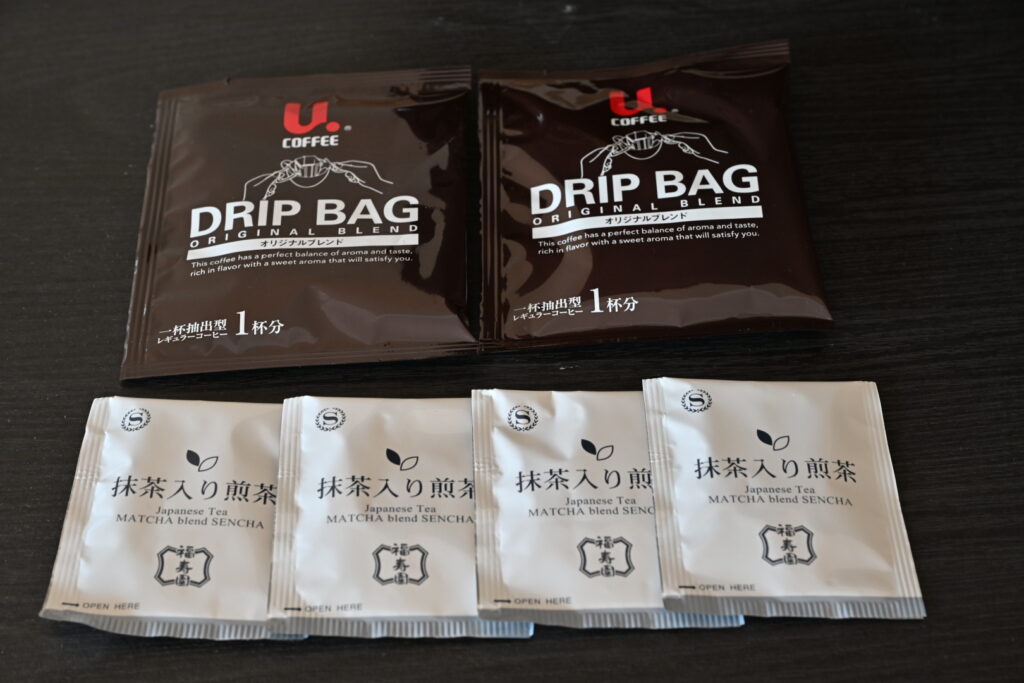 U.
COFFEE
DRIP BAG
ORIGINAL BLEND
オリジナルブレンド
This coffee has a perfect balance of aroma and taste,
rich in flavor with a sweet aroma that will satisfy you.
一杯抽出型
レギュラーコーヒー
1杯分
U.
COFFEE
DRIP BAG
ORIGINAL BLEND
オリジナルブレンド
This coffee has a perfect balance of aroma and taste,
rich in flavor with a sweet aroma that will satisfy you.
一杯抽出型
レギュラーコーヒー
1杯分
S
抹茶入り煎茶
Japanese Tea
MATCHA blend SENCHA
福寿園
OPEN HERE
S
抹茶入り煎茶
Japanese Tea
MATCHA blend SENCHA
福寿園
OPEN HERE
S
抹茶入り煎
Japanese Tea
MATCHA blend SENC
福寿園
OPEN HERE
S
抹茶入り煎茶
Japanese Tea
MATCHA blend SENCHA
福寿園
OPEN HERE